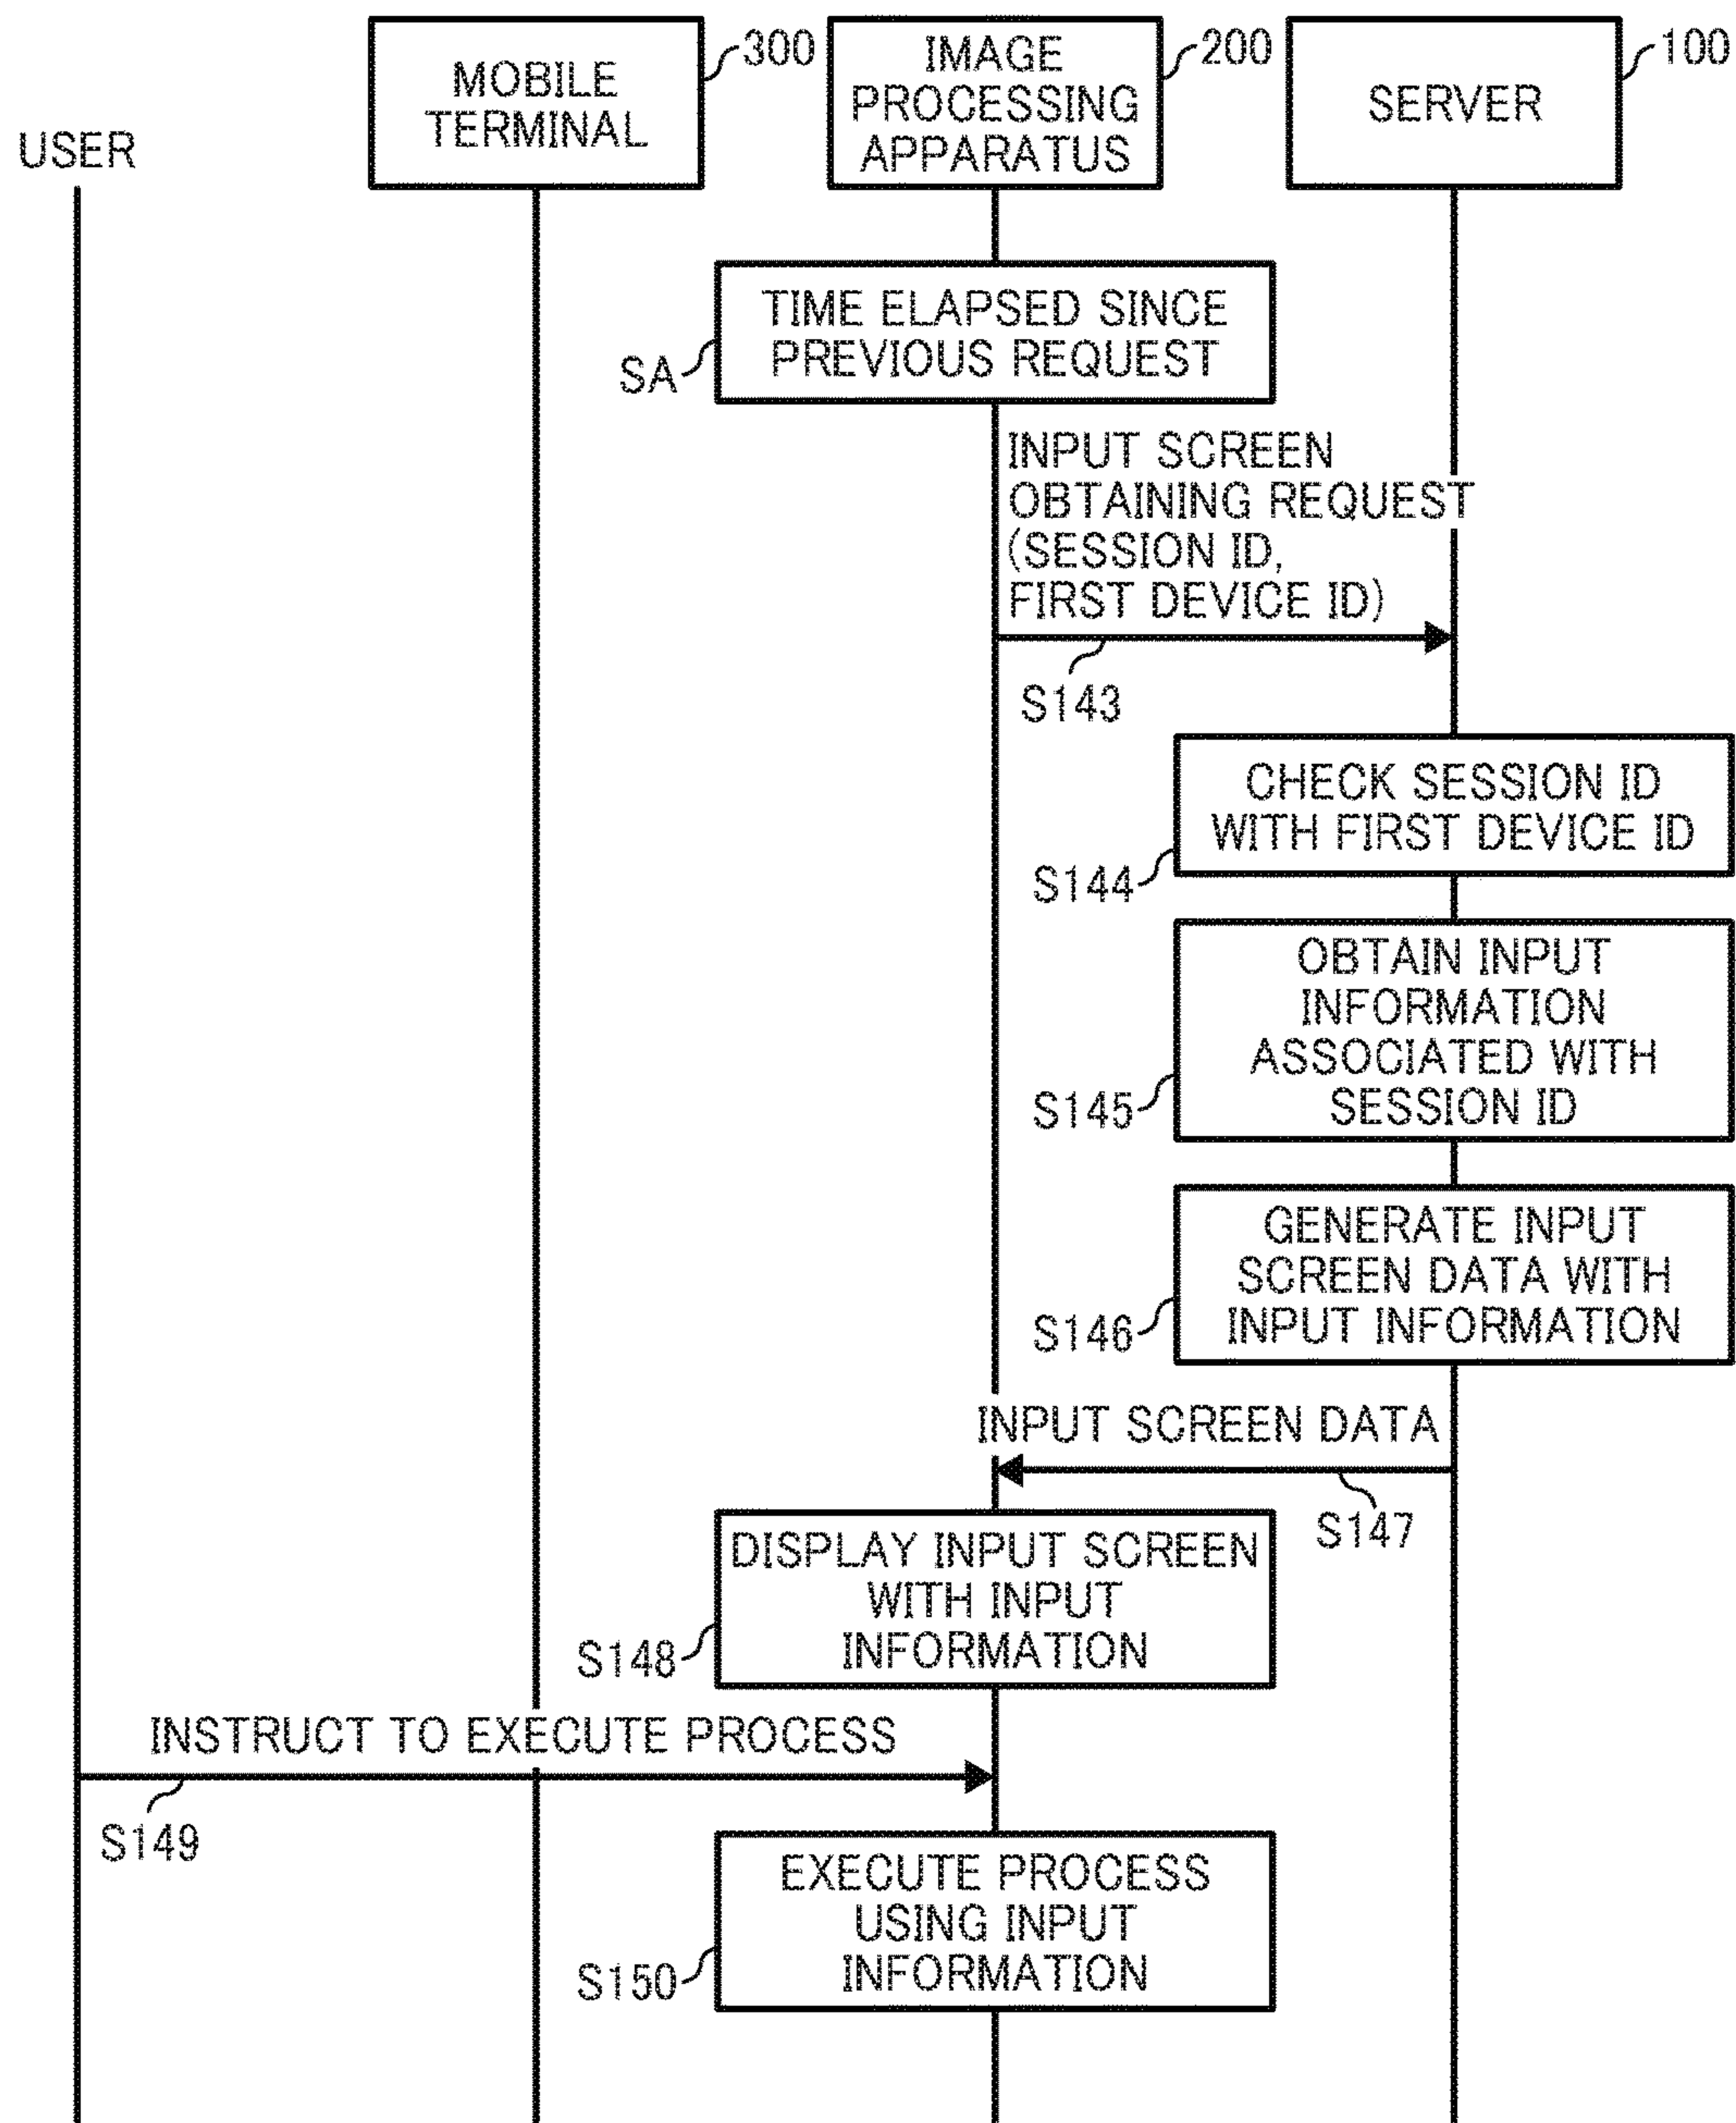 USER
MOBILE
TERMINAL
300
IMAGE
PROCESSING
APPARATUS
200
SERVER
100
TIME ELAPSED SINCE
PREVIOUS REQUEST
SA
INPUT SCREEN
OBTAINING REQUEST
(SESSION ID,
FIRST DEVICE ID)
S143
CHECK SESSION ID
WITH FIRST DEVICE ID
S144
OBTAIN INPUT
INFORMATION
ASSOCIATED WITH
SESSION ID
S145
GENERATE INPUT
SCREEN DATA WITH
INPUT INFORMATION
S146
INPUT SCREEN DATA
S147
DISPLAY INPUT SCREEN
WITH INPUT
INFORMATION
S148
INSTRUCT TO EXECUTE PROCESS
S149
EXECUTE PROCESS
USING INPUT
INFORMATION
S150